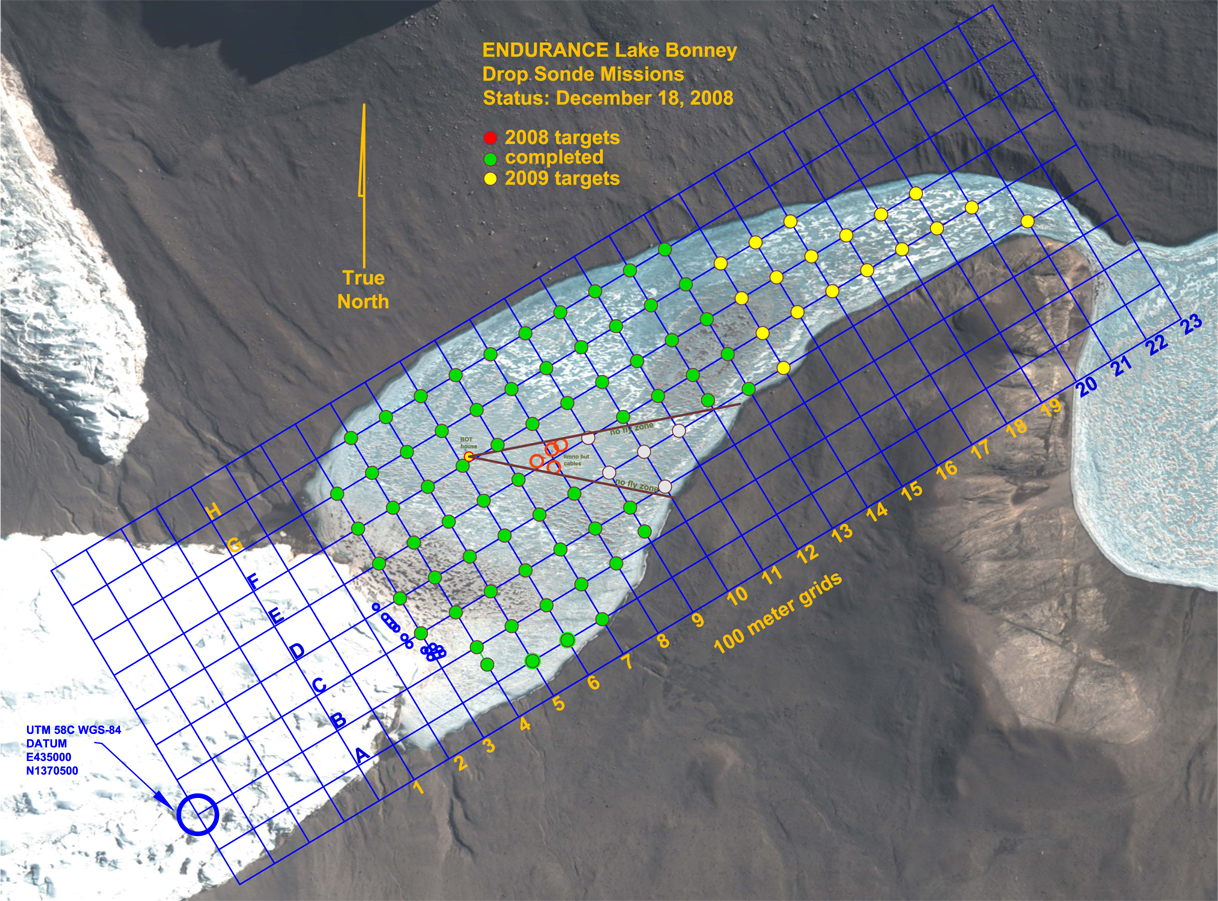 ENDURANCE Lake Bonney
Drop Sonde Missions
Status: December 18, 2008
2008 targets
completed
2009 targets
True
North
BOT
house
no fly zone
cables
no fly zone
H
G
F
E
D
C
B
A
1
2
3
4
5
6
7
8
9
10
11
12
13
14
15
16
17
18
19
20
21
22
23
100 meter grids
UTM 58C WGS-84
DATUM
E435000
N1370500